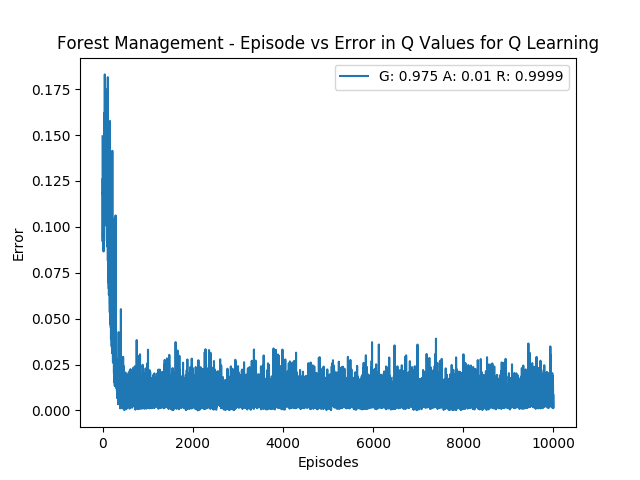 Forest Management - Episode vs Error in Q Values for Q Learning
G: 0.975 A: 0.01 R: 0.9999
0.175
0.150
0.125
0.100
0.075
0.050
0.025
0.000
Error
0 2000 4000 6000 8000 10000
Episodes